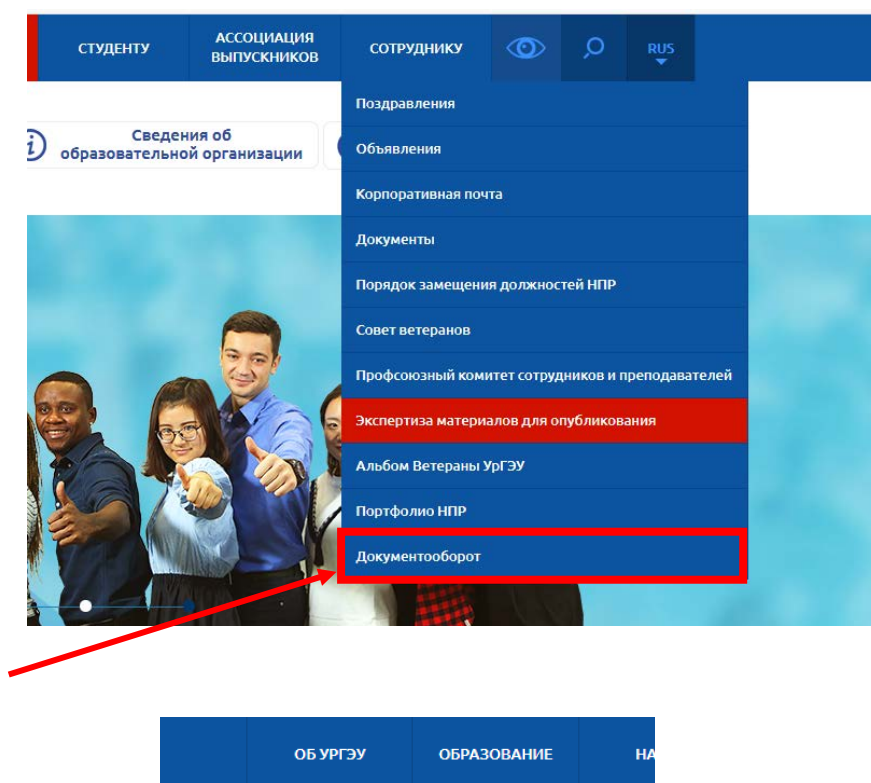 СТУДЕНТУ
АССОЦИАЦИЯ
ВЫПУСКНИКОВ
СОТРУДНИКУ
RUS
Сведения об
образовательной организации
Поздравления
Объявления
Корпоративная почта
Документы
Порядок замещения должностей НПР
Совет ветеранов
Профсоюзный комитет сотрудников и преподавателей
Экспертиза материалов для опубликования
Альбом Ветераны УрГЭУ
Портфолио НПР
Документооборот
ОБ УРГЭУ
ОБРАЗОВАНИЕ
НА